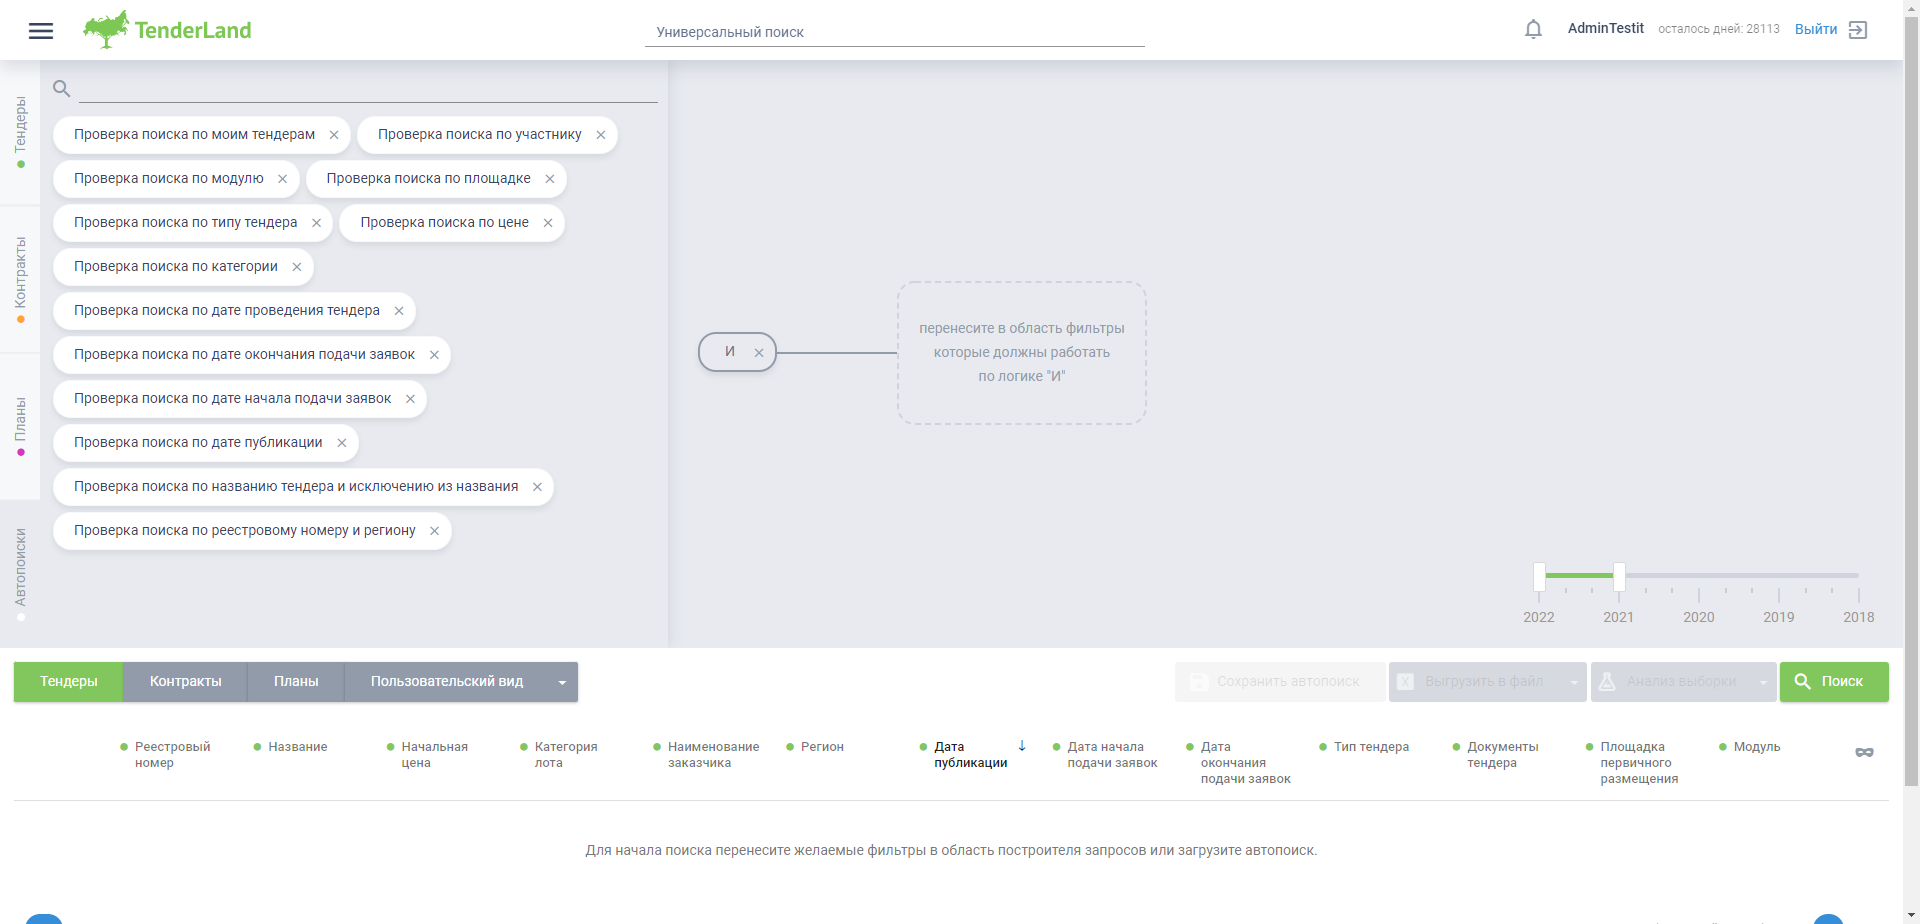 TenderLand
Универсальный поиск
AdminTestit
осталось дней: 28113
Выйти
Тендеры
Контракты
Планы
Автопоиски
Проверка поиска по моим тендерам
Проверка поиска по участнику
Проверка поиска по модулю
Проверка поиска по площадке
Проверка поиска по типу тендера
Проверка поиска по цене
Проверка поиска по категории
Проверка поиска по дате проведения тендера
Проверка поиска по дате окончания подачи заявок
Проверка поиска по дате начала подачи заявок
Проверка поиска по дате публикации
Проверка поиска по названию тендера и исключению из названия
Проверка поиска по реестровому номеру и региону
И
перенесите в область фильтры
которые должны работать
по логике "И"
2022 2021 2020 2019 2018
Тендеры
Контракты
Планы
Пользовательский вид
Сохранить автопоиск
Выгрузить в файл
Анализ выборки
Поиск
Реестровый
номер
Название
Начальная
цена
Категория
лота
Наименование
заказчика
Регион
Дата
публикации
Дата начала
подачи заявок
Дата
окончания
подачи заявок
Тип тендера
Документы
тендера
Площадка
первичного
размещения
Модуль
Для начала поиска перенесите желаемые фильтры в область построителя запросов или загрузите автопоиск.